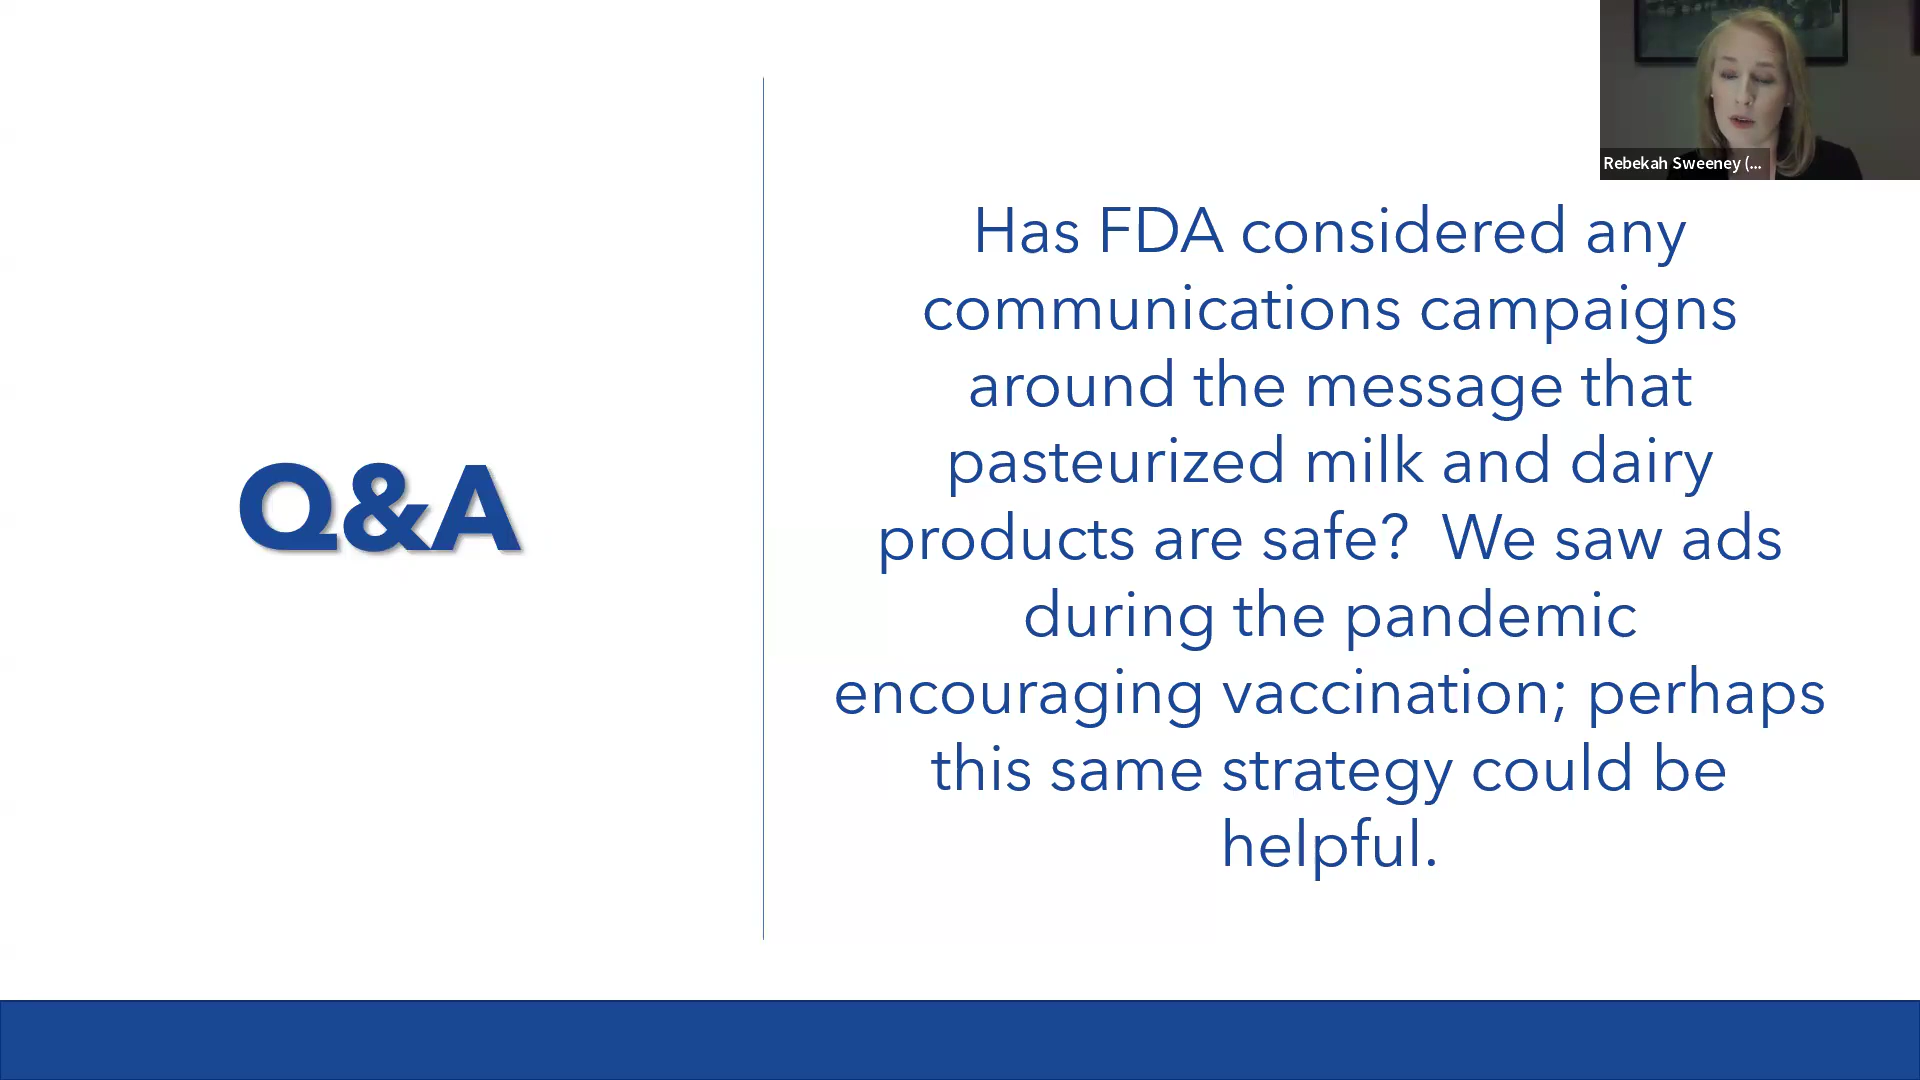 Rebekah Sweeney (...
Q&A
Has FDA considered any
communications campaigns
around the message that
pasteurized milk and dairy
products are safe?  We saw ads
during the pandemic
encouraging vaccination; perhaps
this same strategy could be
helpful.